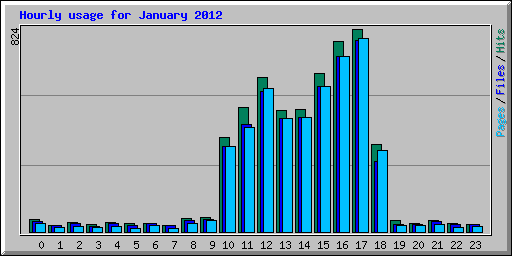 Hourly usage for January 2012
824
Pages / Files / Hits
0 1 2 3 4 5 6 7 8 9 10 11 12 13 14 15 16 17 18 19 20 21 22 23